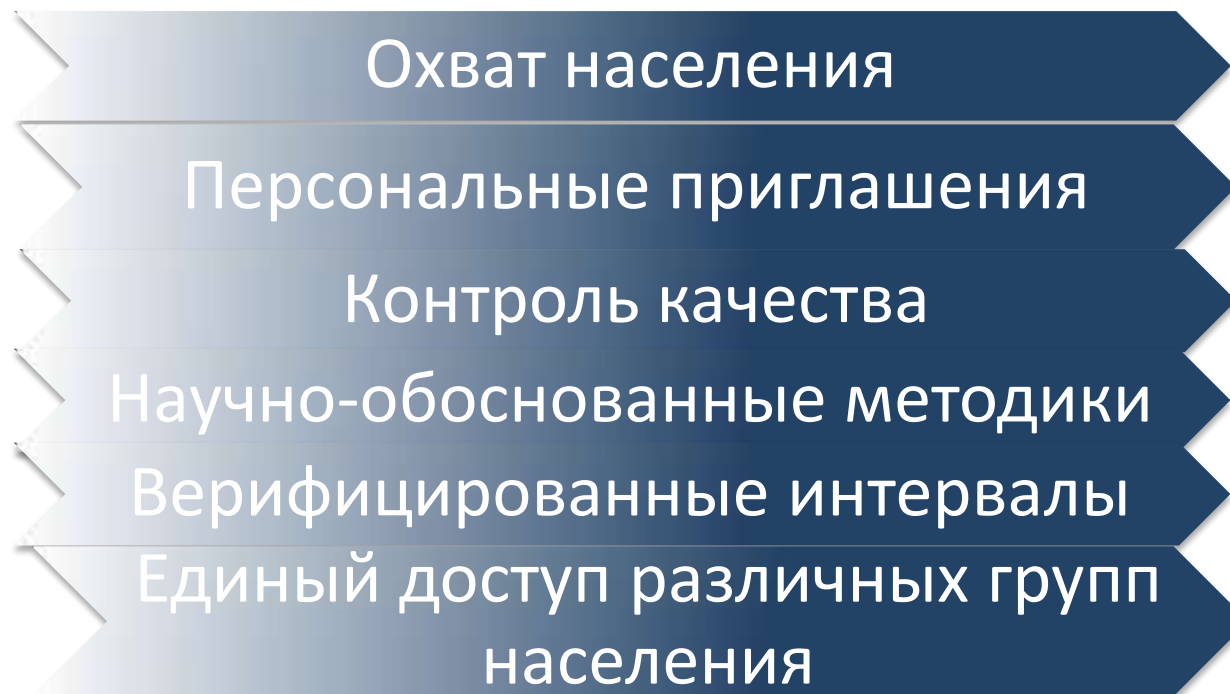 Охват населения
Персональные приглашения
Контроль качества
Научно-обоснованные методики
Верифицированные интервалы
Единый доступ различных групп
населения